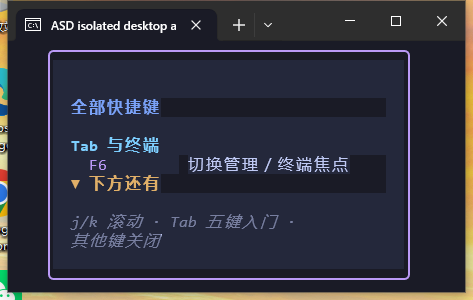 ASD isolated desktop a
全部快捷键
Tab 与终端
F6 切换管理 / 终端焦点
▼ 下方还有
j/k 滚动 · Tab 五键入门 ·
其他键关闭